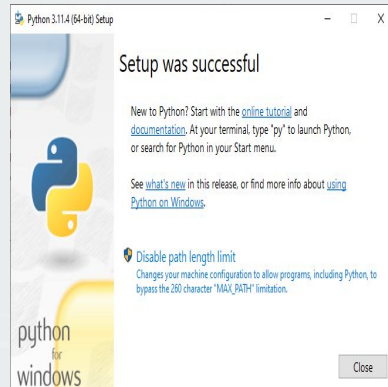 Python 3.11.4 (64-bit) Setup
Setup was successful
New to Python? Start with the online tutorial and
documentation. At your terminal, type "py" to launch Python,
or search for Python in your Start menu.
See what's new in this release, or find more info about using
Python on Windows.
Disable path length limit
Changes your machine configuration to allow programs, including Python, to
bypass the 260 character "MAX_PATH" limitation.
python
for
windows
Close